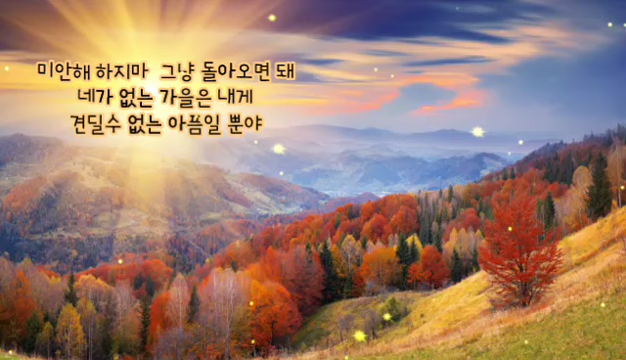 미안해 하지마 그냥 돌아오면 돼
네가 없는 가을은 내게
견딜수 없는 아픔일 뿐야